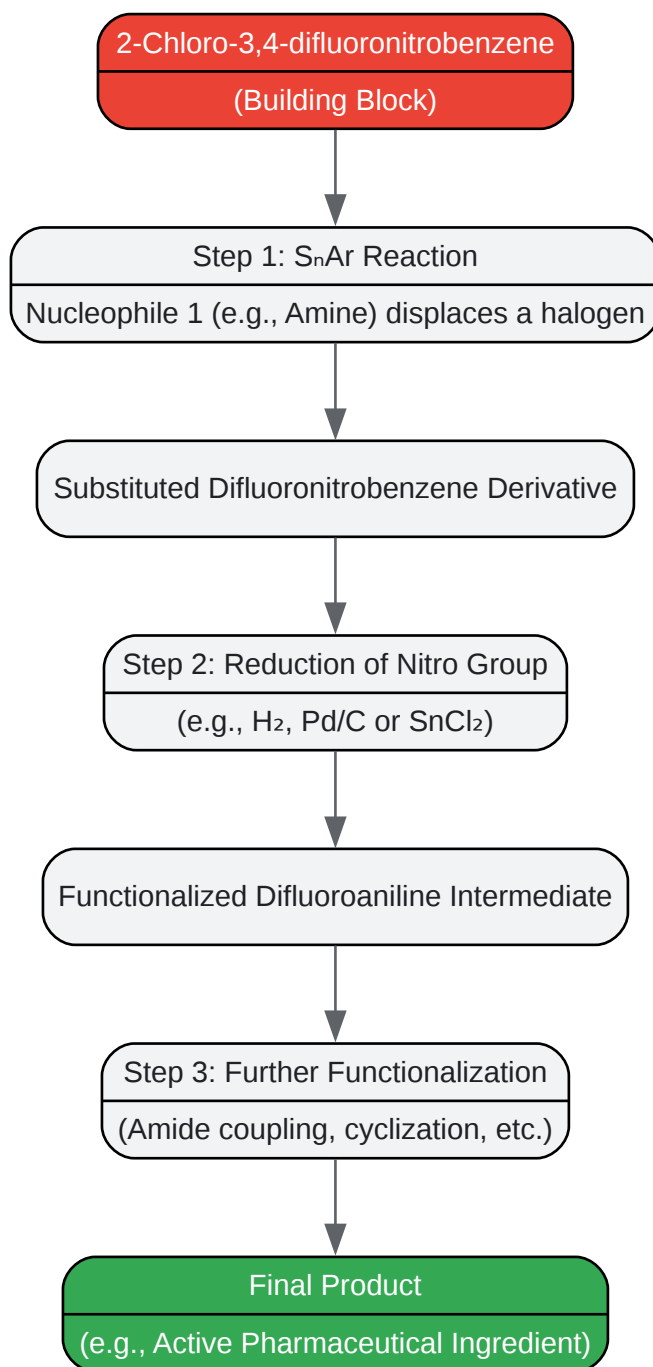 2-Chloro-3,4-difluoronitrobenzene
(Building Block)
Step 1: SₙAr Reaction
Nucleophile 1 (e.g., Amine) displaces a halogen
Substituted Difluoronitrobenzene Derivative
Step 2: Reduction of Nitro Group
(e.g., H₂, Pd/C or SnCl₂)
Functionalized Difluoroaniline Intermediate
Step 3: Further Functionalization
(Amide coupling, cyclization, etc.)
Final Product
(e.g., Active Pharmaceutical Ingredient)